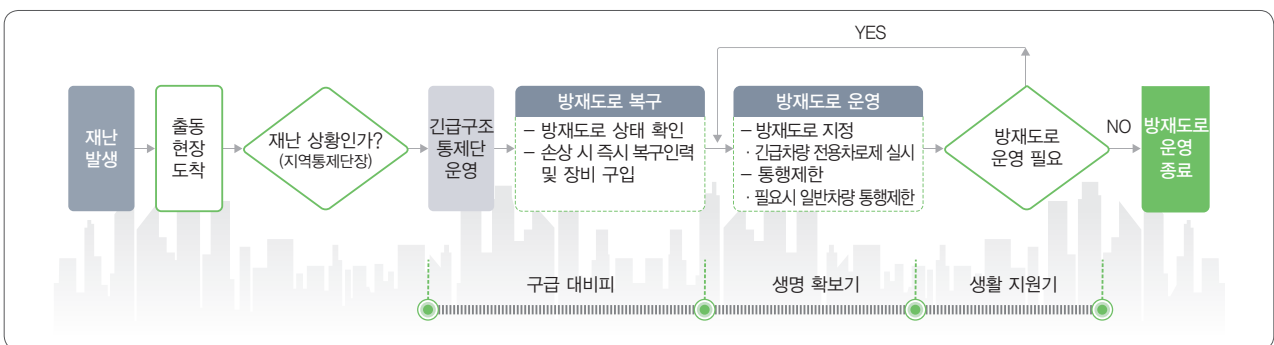 YES
재난
발생
출동
현장
도착
재난 상황인가?
(지역통제단장)
긴급구조
통제단
운영
방재도로 복구
– 방재도로 상태 확인
– 손상 시 즉시 복구인력
및 장비 구입
방재도로 운영
– 방재도로 지정
· 긴급차량 전용차로제 실시
– 통행제한
· 필요시 일반차량 통행제한
방재도로
운영 필요
NO
방재도로
운영
종료
구급 대비피
생명 확보기
생활 지원기